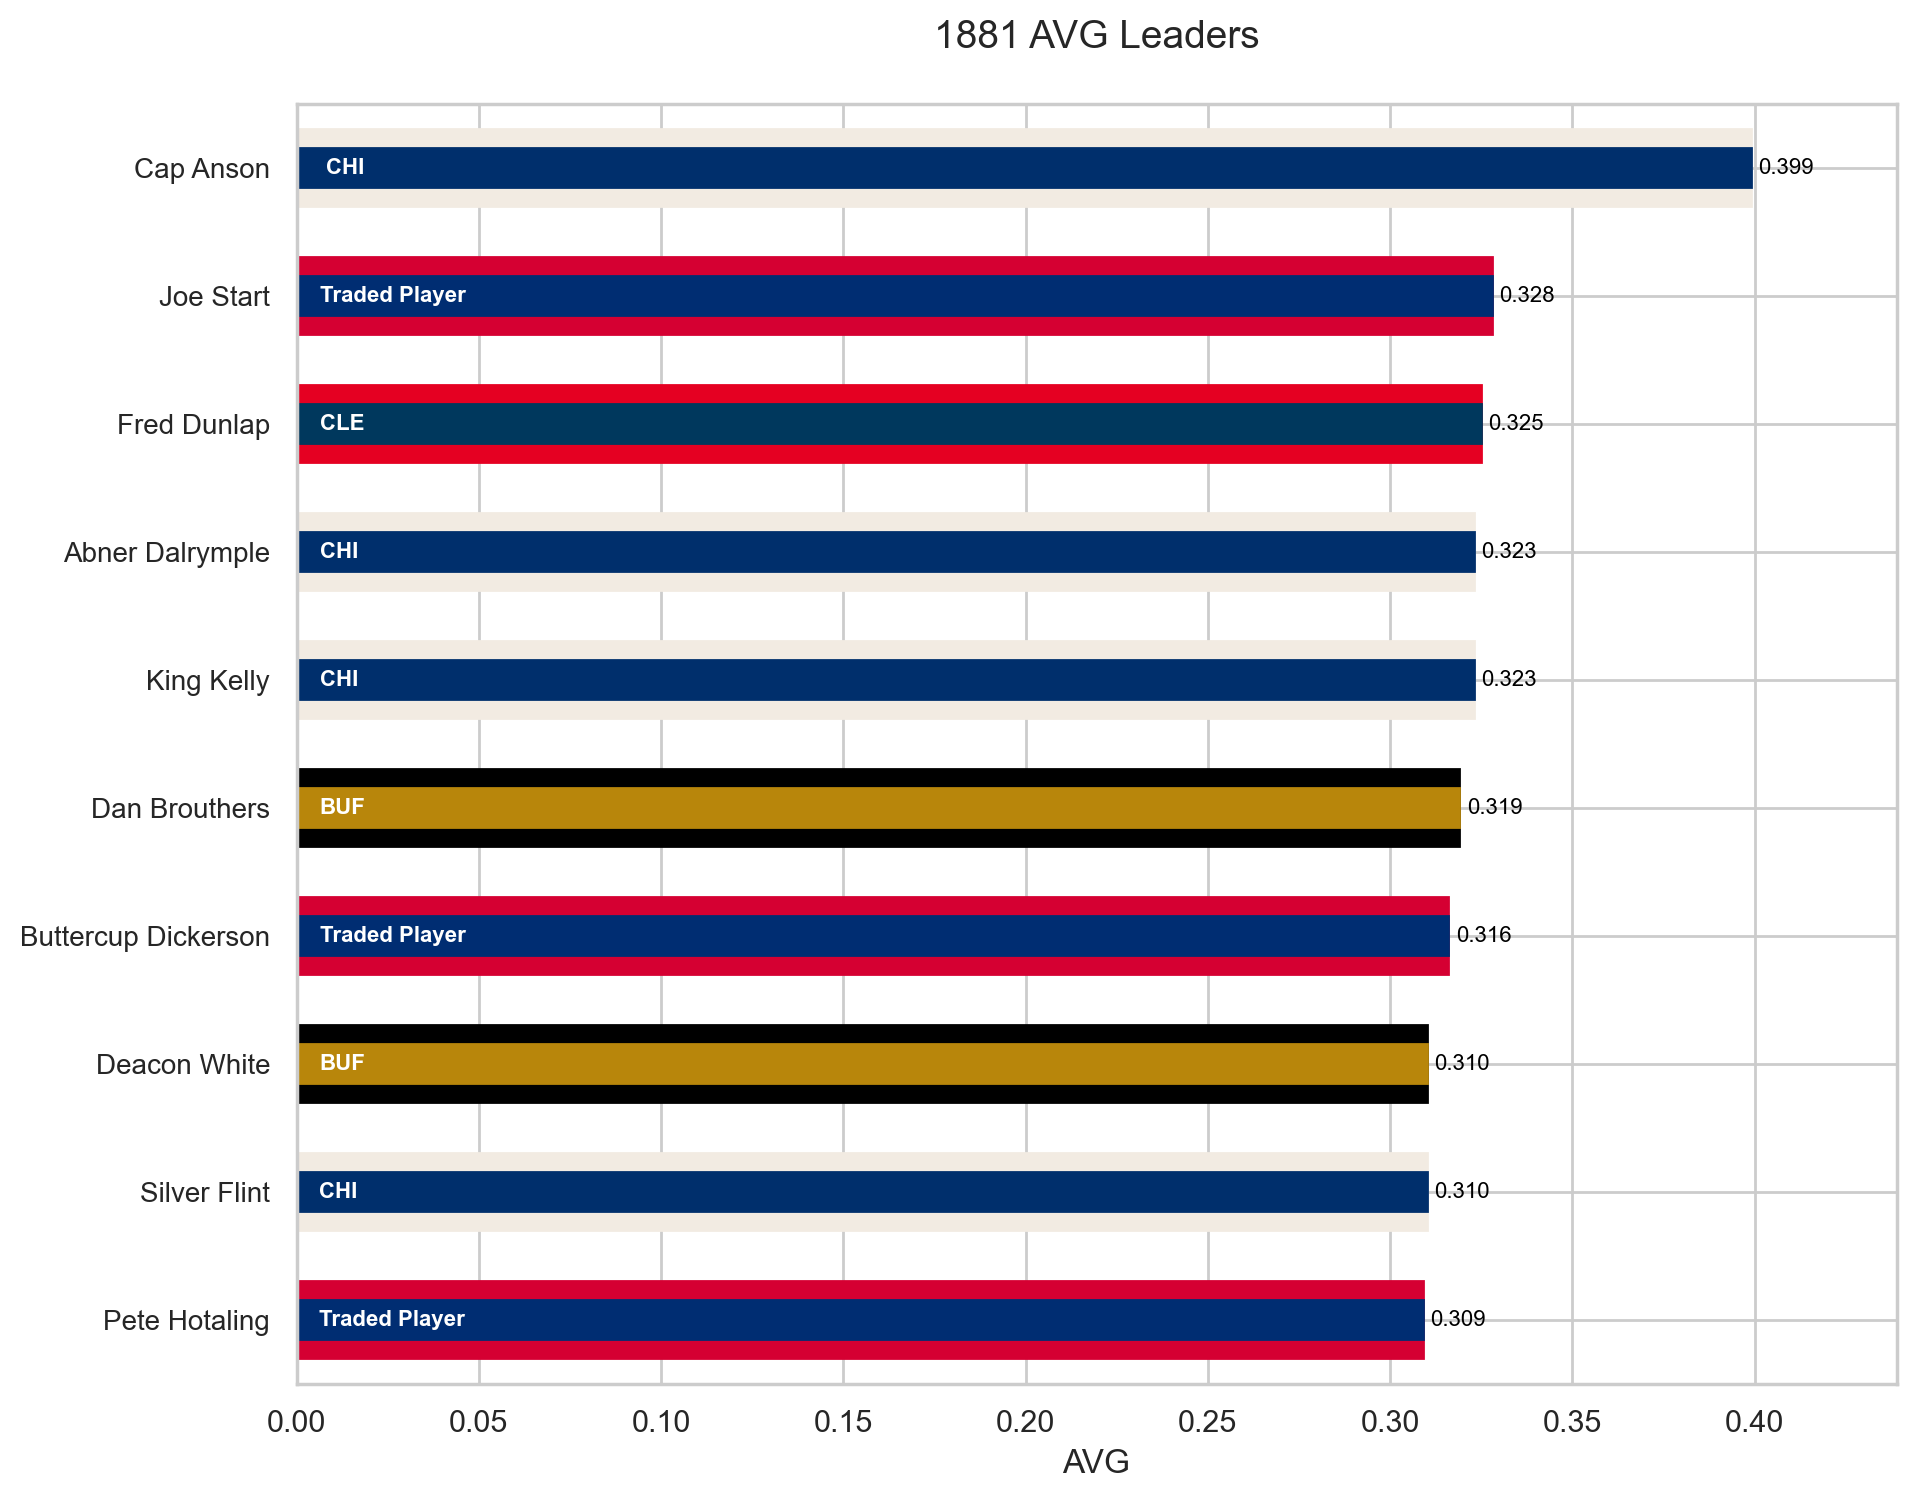 1881 AVG Leaders
Cap Anson CHI 0.399
Joe Start Traded Player 0.328
Fred Dunlap CLE 0.325
Abner Dalrymple CHI 0.323
King Kelly CHI 0.323
Dan Brouthers BUF 0.319
Buttercup Dickerson Traded Player 0.316
Deacon White BUF 0.310
Silver Flint CHI 0.310
Pete Hotaling Traded Player 0.309
0.00 0.05 0.10 0.15 0.20 0.25 0.30 0.35 0.40
AVG